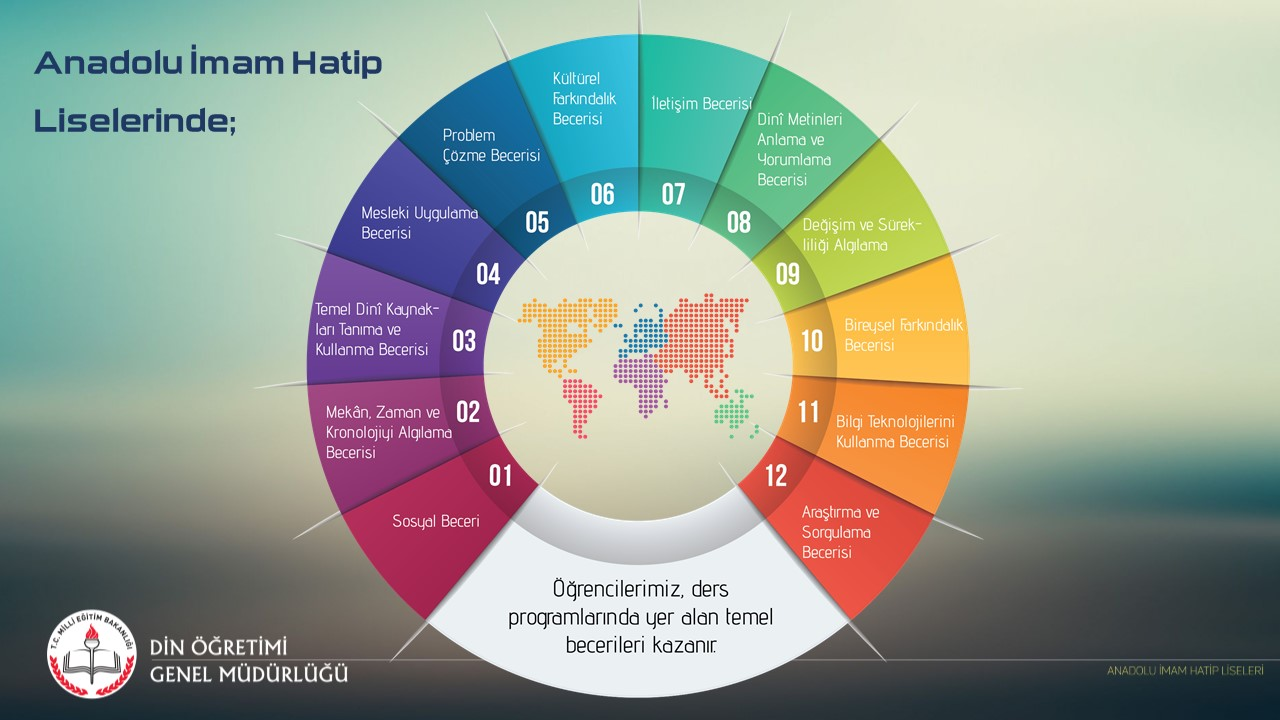 Anadolu İmam Hatip
Liselerinde;
01
Sosyal Beceri
02
Mekân, Zaman ve
Kronolojiyi Algılama
Becerisi
03
Temel Dinî Kaynak-
ları Tanıma ve
Kullanma Becerisi
04
Mesleki Uygulama
Becerisi
05
Problem
Çözme Becerisi
06
Kültürel
Farkındalık
Becerisi
07
İletişim Becerisi
08
Dinî Metinleri
Anlama ve
Yorumlama
Becerisi
09
Değişim ve Sürek-
liliği Algılama
10
Bireysel Farkındalık
Becerisi
11
Bilgi Teknolojilerini
Kullanma Becerisi
12
Araştırma ve
Sorgulama
Becerisi
Öğrencilerimiz, ders
programlarında yer alan temel
becerileri kazanır.
T.C. MİLLİ EĞİTİM BAKANLIĞI
DİN ÖĞRETİMİ
GENEL MÜDÜRLÜĞÜ
ANADOLU İMAM HATİP LİSELERİ